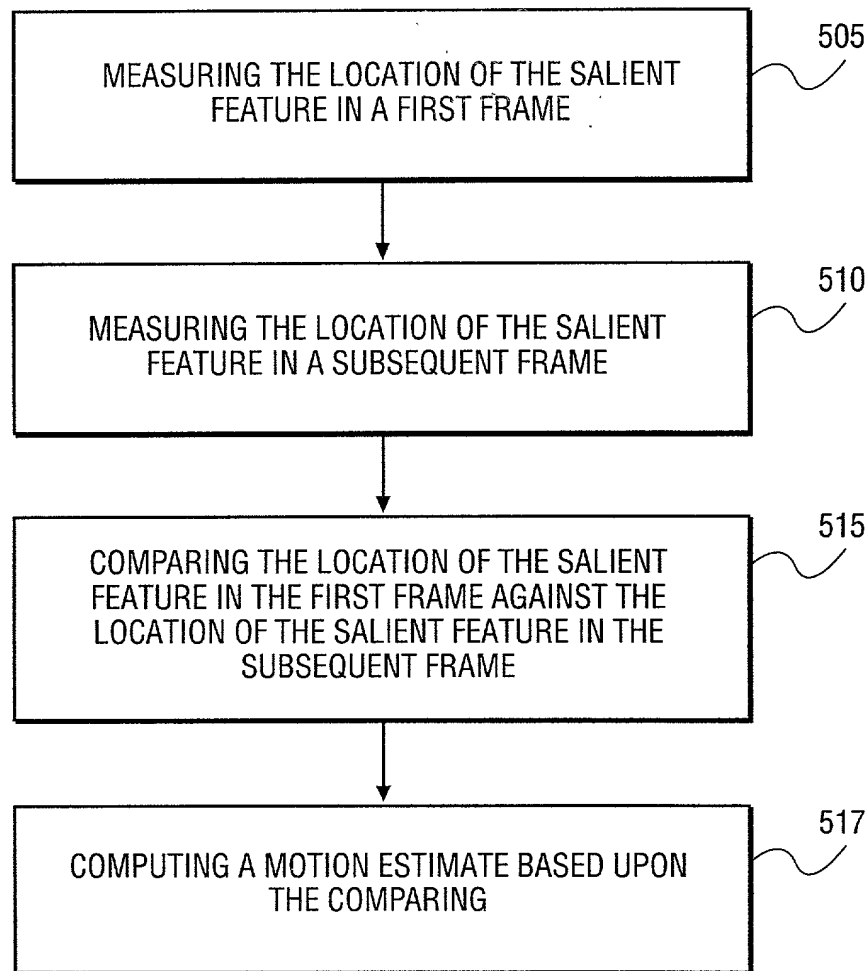 505
MEASURING THE LOCATION OF THE SALIENT
FEATURE IN A FIRST FRAME
510
MEASURING THE LOCATION OF THE SALIENT
FEATURE IN A SUBSEQUENT FRAME
515
COMPARING THE LOCATION OF THE SALIENT
FEATURE IN THE FIRST FRAME AGAINST THE
LOCATION OF THE SALIENT FEATURE IN THE
SUBSEQUENT FRAME
517
COMPUTING A MOTION ESTIMATE BASED UPON
THE COMPARING